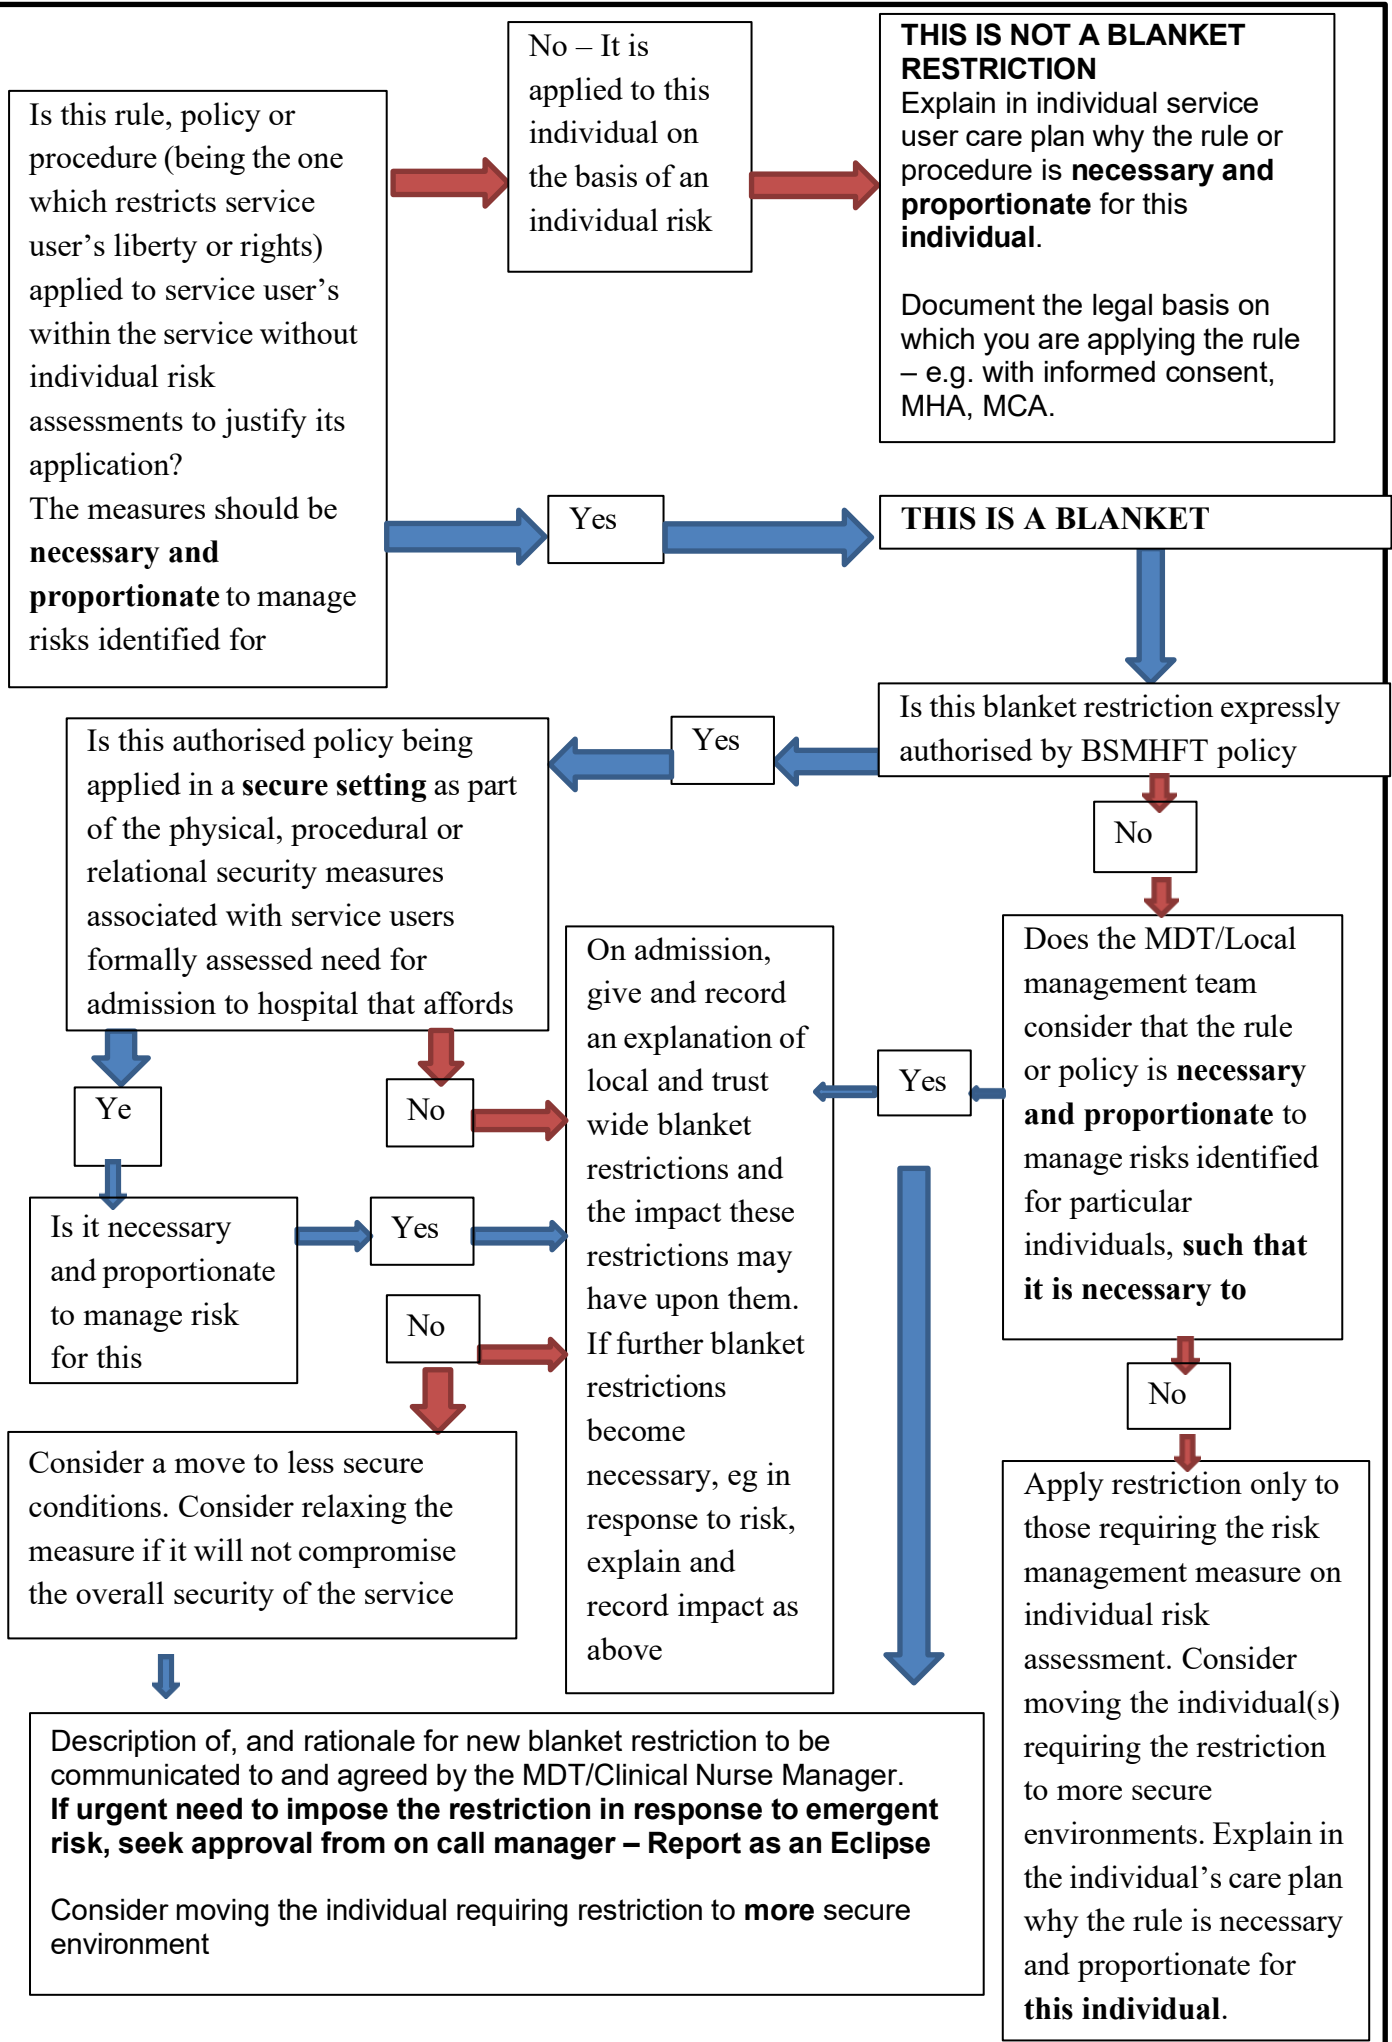 Is this rule, policy or
procedure (being the one
which restricts service
user’s liberty or rights)
applied to service user’s
within the service without
individual risk
assessments to justify its
application?
The measures should be
necessary and
proportionate to manage
risks identified for
No – It is
applied to this
individual on
the basis of an
individual risk
THIS IS NOT A BLANKET
RESTRICTION
Explain in individual service
user care plan why the rule or
procedure is necessary and
proportionate for this
individual.
Document the legal basis on
which you are applying the rule
– e.g. with informed consent,
MHA, MCA.
Yes
THIS IS A BLANKET
Is this blanket restriction expressly
authorised by BSMHFT policy
Yes
Is this authorised policy being
applied in a secure setting as part
of the physical, procedural or
relational security measures
associated with service users
formally assessed need for
admission to hospital that affords
No
Does the MDT/Local
management team
consider that the rule
or policy is necessary
and proportionate to
manage risks identified
for particular
individuals, such that
it is necessary to
Yes
On admission,
give and record
an explanation of
local and trust
wide blanket
restrictions and
the impact these
restrictions may
have upon them.
If further blanket
restrictions
become
necessary, eg in
response to risk,
explain and
record impact as
above
Ye
No
Is it necessary
and proportionate
to manage risk
for this
Yes
No
Consider a move to less secure
conditions. Consider relaxing the
measure if it will not compromise
the overall security of the service
No
Apply restriction only to
those requiring the risk
management measure on
individual risk
assessment. Consider
moving the individual(s)
requiring the restriction
to more secure
environments. Explain in
the individual’s care plan
why the rule is necessary
and proportionate for
this individual.
Description of, and rationale for new blanket restriction to be
communicated to and agreed by the MDT/Clinical Nurse Manager.
If urgent need to impose the restriction in response to emergent
risk, seek approval from on call manager – Report as an Eclipse
Consider moving the individual requiring restriction to more secure
environment